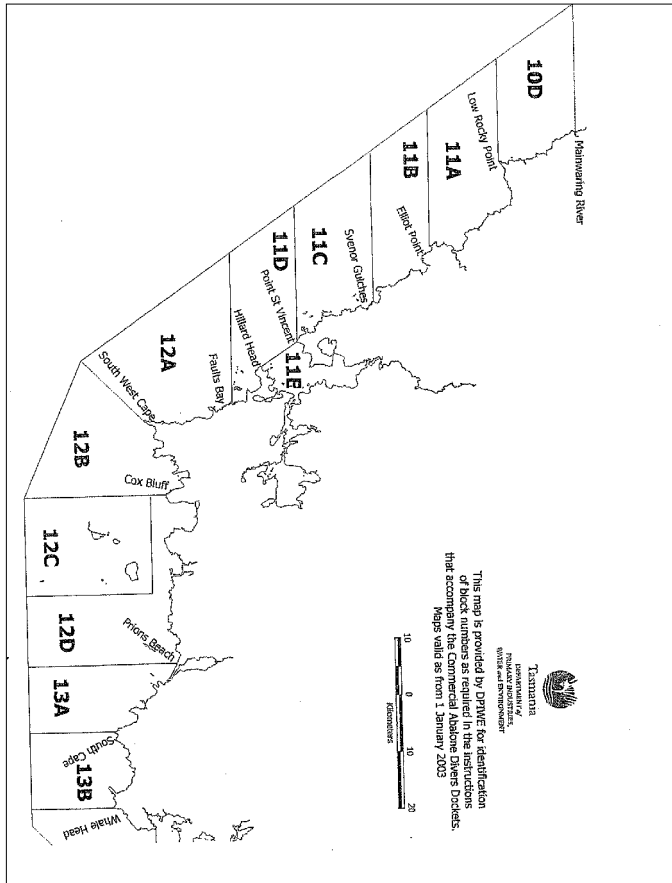 Mainwaring River
10D
Low Rocky Point
11A
11B
Elliot Point
11C
Svenor Gulches
11D
Point St Vincent
Hillard Head
11E
12A
Faults Bay
South West Cape
12B
Cox Bluff
12C
12D
Prions Beach
13A
South Cape
13B
Whale Head
Tasmania
DEPARTMENT of
PRIMARY INDUSTRIES,
WATER and ENVIRONMENT
This map is provided by DPIWE for identification
of block numbers as required in the instructions
that accompany the Commercial Abalone Divers Dockets.
Maps valid as from 1 January 2003
10 0 10 20
Kilometers